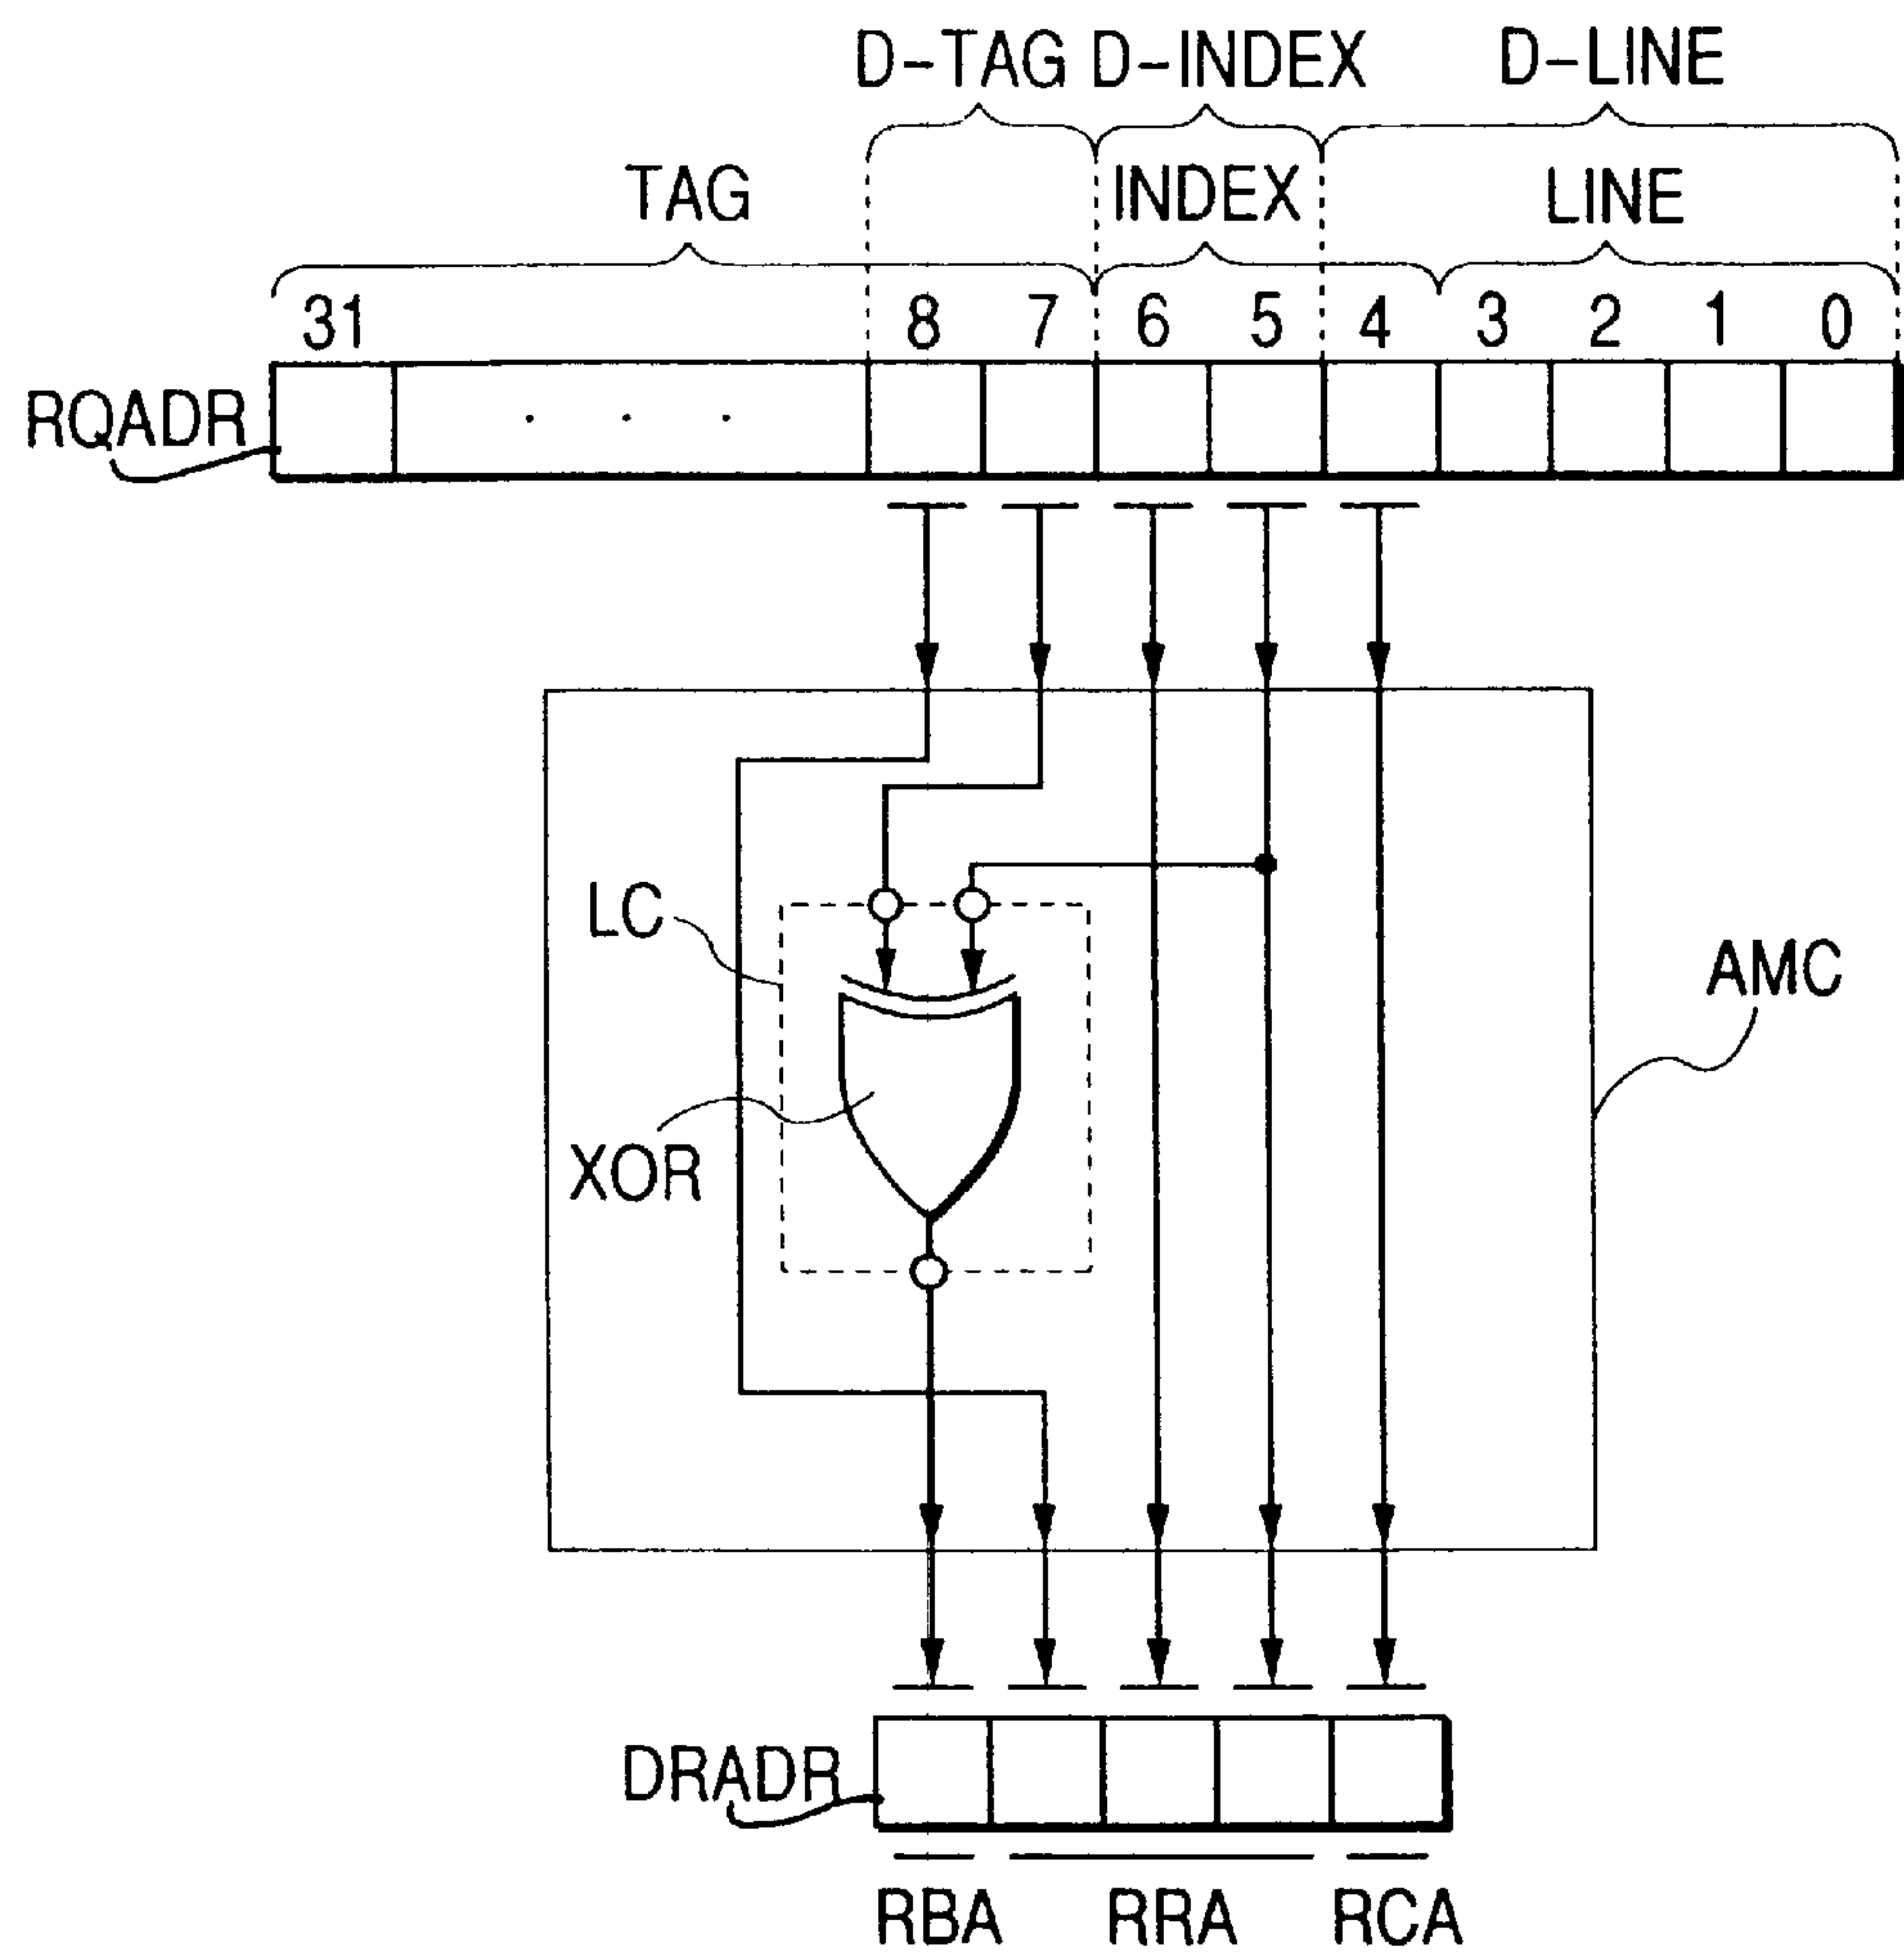 D-TAG D-INDEX D-LINE
TAG INDEX LINE
31 8 7 6 5 4 3 2 1 0
RQADR
LC
AMC
XOR
DRADR
RBA RRA RCA